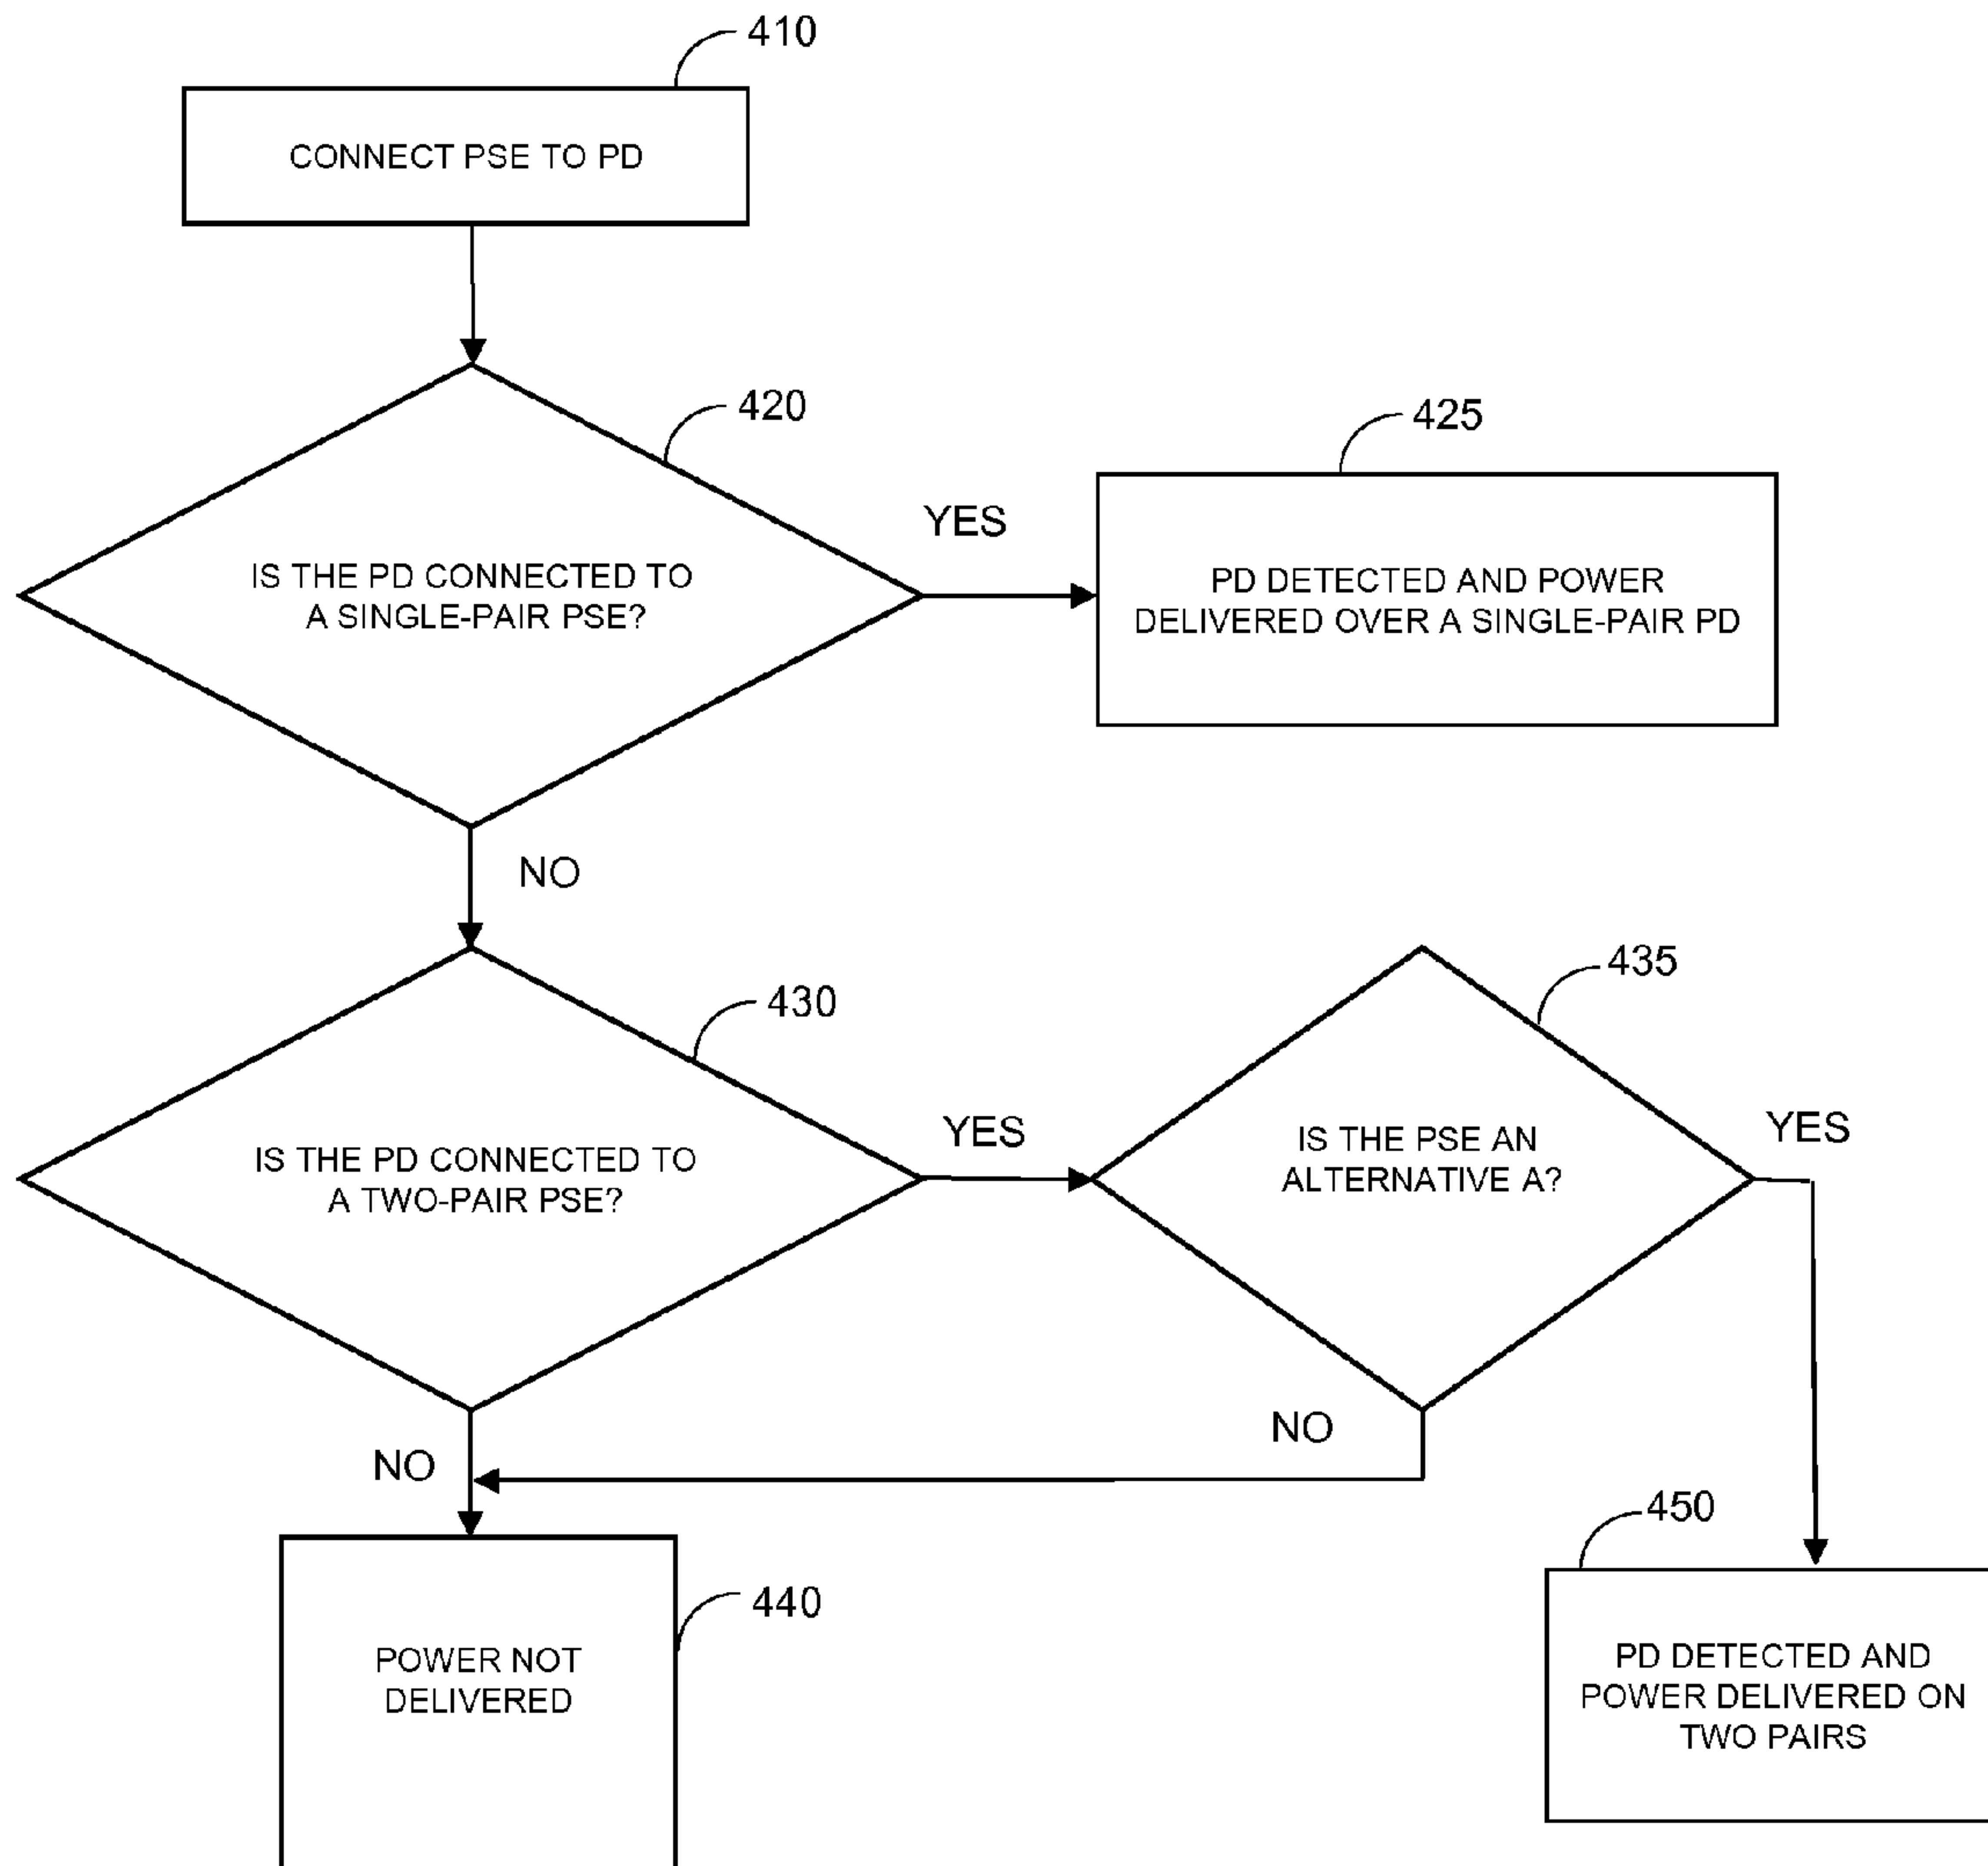 410
CONNECT PSE TO PD
420
IS THE PD CONNECTED TO
A SINGLE-PAIR PSE?
YES
425
PD DETECTED AND POWER
DELIVERED OVER A SINGLE-PAIR PD
NO
430
IS THE PD CONNECTED TO
A TWO-PAIR PSE?
YES
435
IS THE PSE AN
ALTERNATIVE A?
YES
NO
NO
440
POWER NOT
DELIVERED
450
PD DETECTED AND
POWER DELIVERED ON
TWO PAIRS